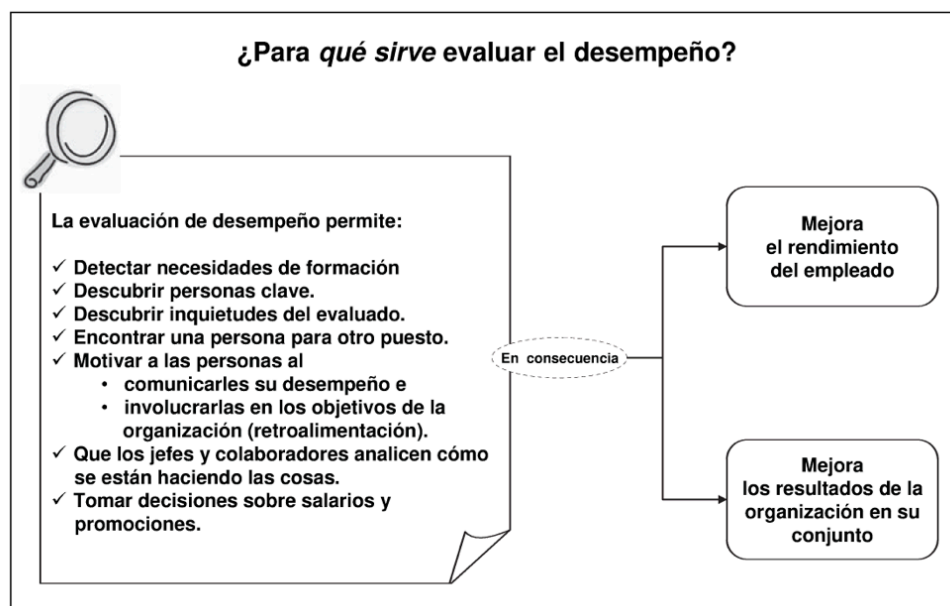 ¿Para qué sirve evaluar el desempeño?
La evaluación de desempeño permite:
✓ Detectar necesidades de formación
✓ Descubrir personas clave.
✓ Descubrir inquietudes del evaluado.
✓ Encontrar una persona para otro puesto.
✓ Motivar a las personas al
• comunicarles su desempeño e
• involucrarlas en los objetivos de la
organización (retroalimentación).
✓ Que los jefes y colaboradores analicen cómo
se están haciendo las cosas.
✓ Tomar decisiones sobre salarios y
promociones.
En consecuencia
Mejora
el rendimiento
del empleado
Mejora
los resultados de la
organización en su
conjunto